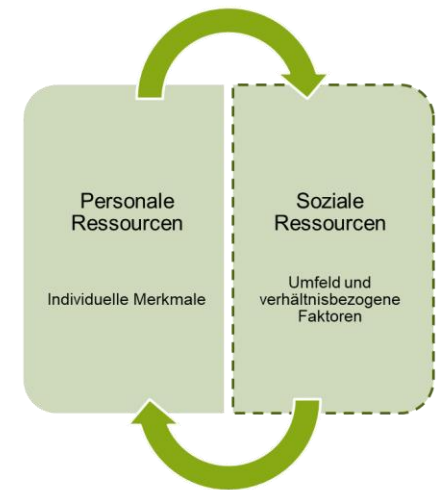 Personale
Ressourcen
Individuelle Merkmale
Soziale
Ressourcen
Umfeld und
verhältnisbezogene
Faktoren